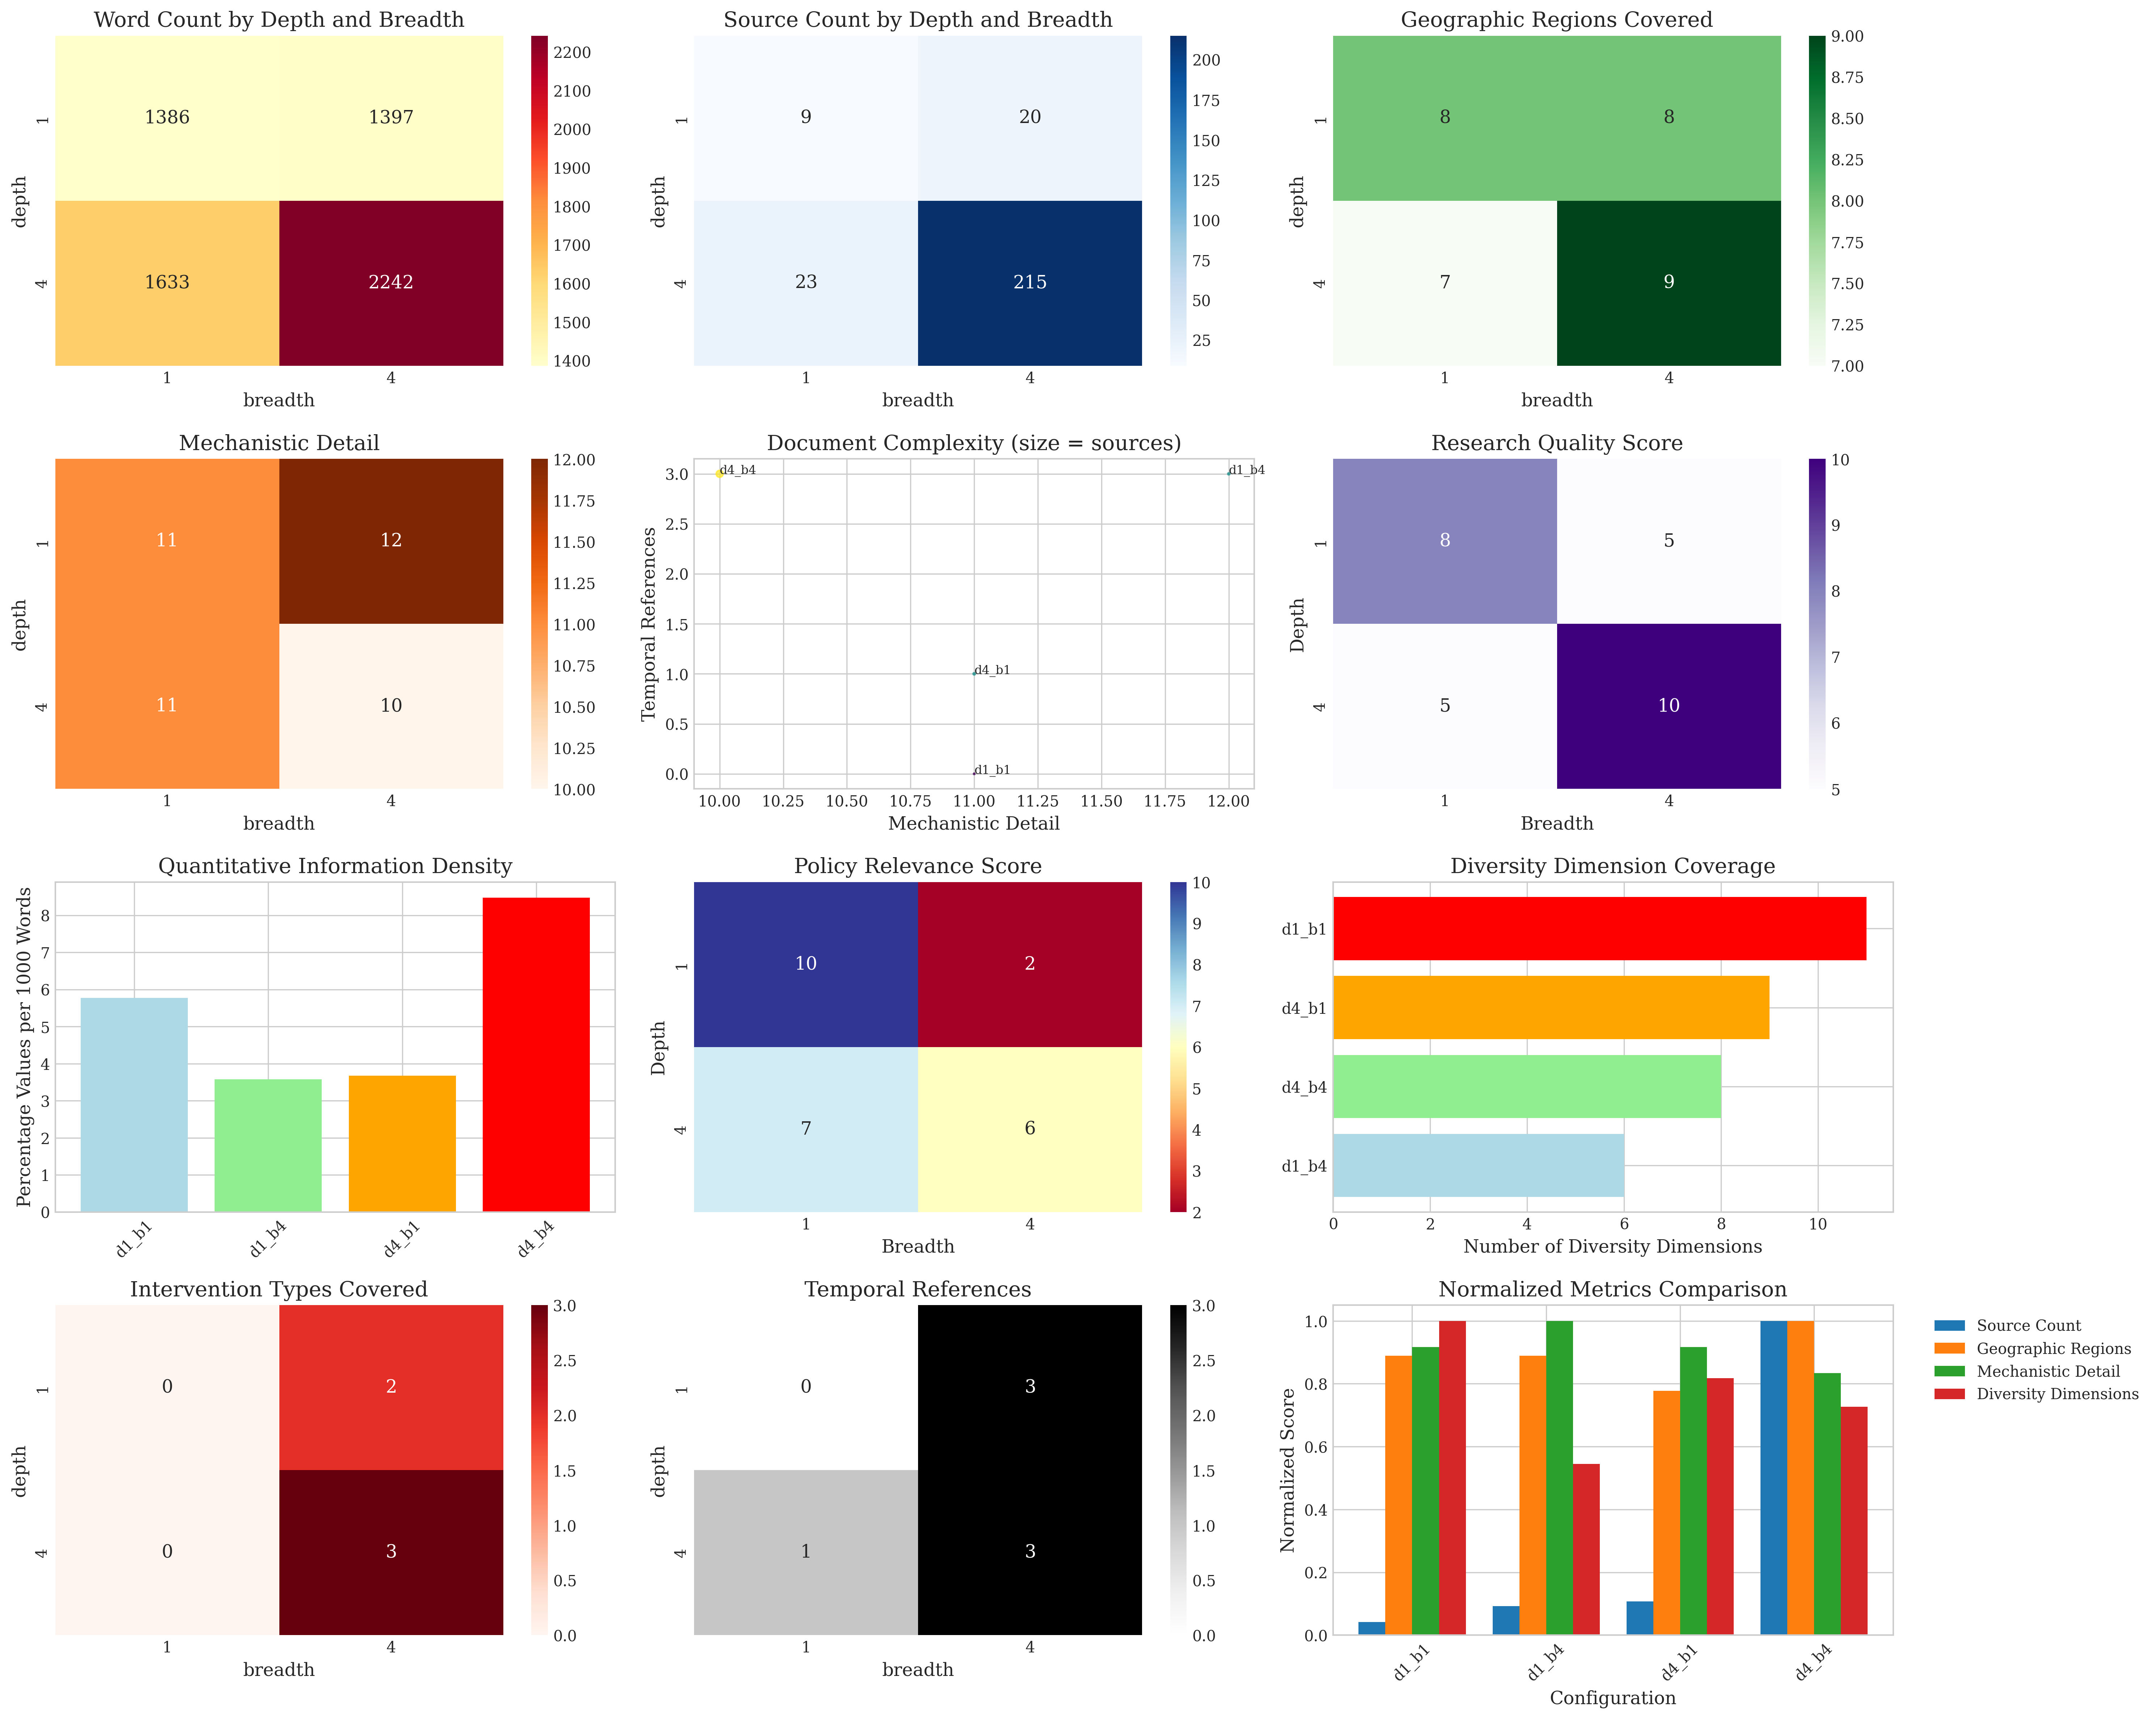 Word Count by Depth and Breadth
1386 1397
1633 2242
1
4
depth
1 4
breadth
2200
2100
2000
1900
1800
1700
1600
1500
1400
Source Count by Depth and Breadth
9 20
23 215
1
4
depth
1 4
breadth
200
175
150
125
100
75
50
25
Geographic Regions Covered
8 8
7 9
1
4
depth
1 4
breadth
9.00
8.75
8.50
8.25
8.00
7.75
7.50
7.25
7.00
Mechanistic Detail
11 12
11 10
1
4
depth
1 4
breadth
12.00
11.75
11.50
11.25
11.00
10.75
10.50
10.25
10.00
Document Complexity (size = sources)
Temporal References
3.0
2.5
2.0
1.5
1.0
0.5
0.0
d4_b4
d1_b4
d4_b1
d1_b1
10.00 10.25 10.50 10.75 11.00 11.25 11.50 11.75 12.00
Mechanistic Detail
Research Quality Score
8 5
5 10
1
4
Depth
1 4
Breadth
10
9
8
7
6
5
Quantitative Information Density
Percentage Values per 1000 Words
8
7
6
5
4
3
2
1
0
d1_b1 d1_b4 d4_b1 d4_b4
Policy Relevance Score
10 2
7 6
1
4
Depth
1 4
Breadth
10
9
8
7
6
5
4
3
2
Diversity Dimension Coverage
d1_b1
d4_b1
d4_b4
d1_b4
0 2 4 6 8 10
Number of Diversity Dimensions
Intervention Types Covered
0 2
0 3
1
4
depth
1 4
breadth
3.0
2.5
2.0
1.5
1.0
0.5
0.0
Temporal References
0 3
1 3
1
4
depth
1 4
breadth
3.0
2.5
2.0
1.5
1.0
0.5
0.0
Normalized Metrics Comparison
Normalized Score
1.0
0.8
0.6
0.4
0.2
0.0
d1_b1 d1_b4 d4_b1 d4_b4
Configuration
Source Count
Geographic Regions
Mechanistic Detail
Diversity Dimensions